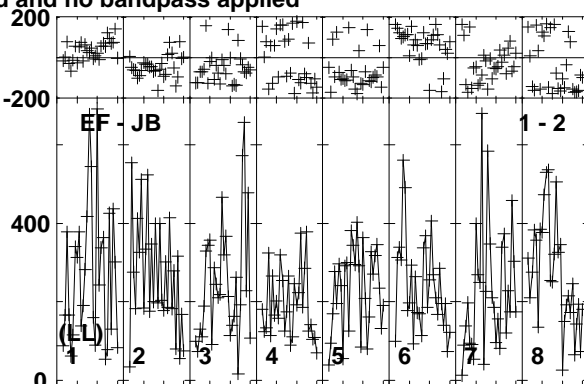 d and no bandpass applied
200
-200
EF - JB 1 - 2
400
(LL)
1 2 3 4 5 6 7 8
0